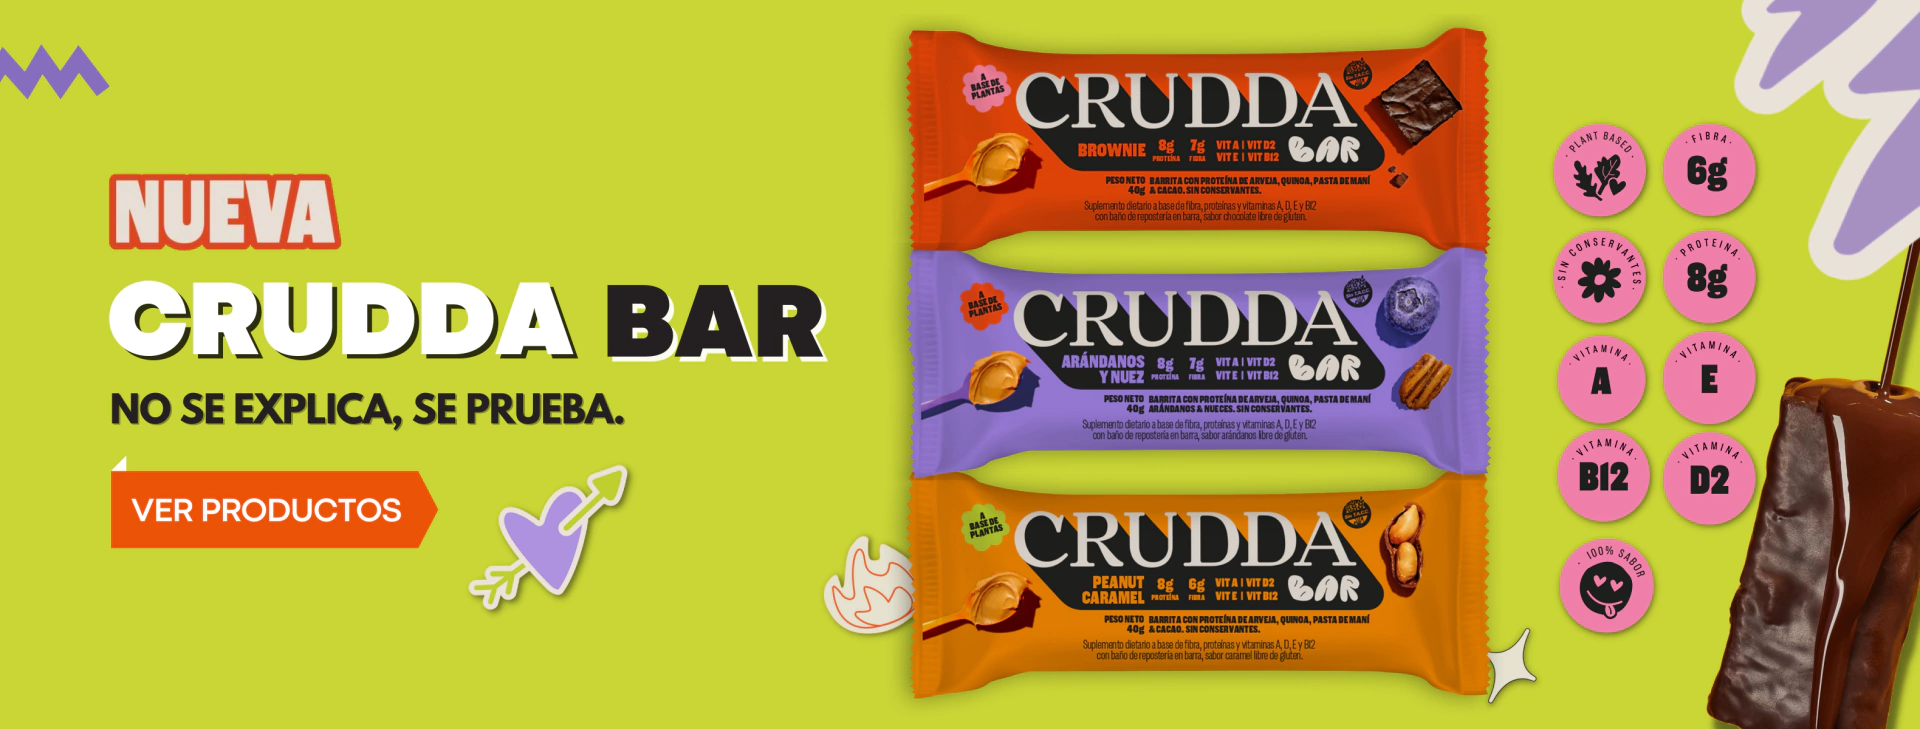 NUEVA
CRUDDA BAR
NO SE EXPLICA, SE PRUEBA.
VER PRODUCTOS
A
BASE DE
PLANTAS
CRUDDA
BAR
BROWNIE
8g
PROTEÍNA
7g
FIBRA
VIT A | VIT D2
VIT E | VIT B12
PESO NETO
40g
BARRITA CON PROTEÍNA DE ARVEJA, QUINOA, PASTA DE MANÍ
& CACAO. SIN CONSERVANTES.
Suplemento dietario a base de fibra, proteínas y vitaminas A, D, E y B12
con baño de repostería en barra, sabor chocolate libre de gluten.
A
BASE DE
PLANTAS
CRUDDA
BAR
ARÁNDANOS
Y NUEZ
8g
PROTEÍNA
7g
FIBRA
VIT A | VIT D2
VIT E | VIT B12
PESO NETO
40g
BARRITA CON PROTEÍNA DE ARVEJA, QUINOA, PASTA DE MANÍ
ARÁNDANOS & NUECES. SIN CONSERVANTES.
Suplemento dietario a base de fibra, proteínas y vitaminas A, D, E y B12
con baño de repostería en barra, sabor arándanos libre de gluten.
A
BASE DE
PLANTAS
CRUDDA
BAR
PEANUT
CARAMEL
8g
PROTEÍNA
6g
FIBRA
VIT A | VIT D2
VIT E | VIT B12
PESO NETO
40g
BARRITA CON PROTEÍNA DE ARVEJA, QUINOA, PASTA DE MANÍ
& CACAO. SIN CONSERVANTES.
Suplemento dietario a base de fibra, proteínas y vitaminas A, D, E y B12
con baño de repostería en barra, sabor caramel libre de gluten.
· PLANT BASED ·
· FIBRA ·
6g
· SIN CONSERVANTES ·
· PROTEINA ·
8g
· VITAMINA ·
A
· VITAMINA ·
E
· VITAMINA ·
B12
· VITAMINA ·
D2
· 100% SABOR